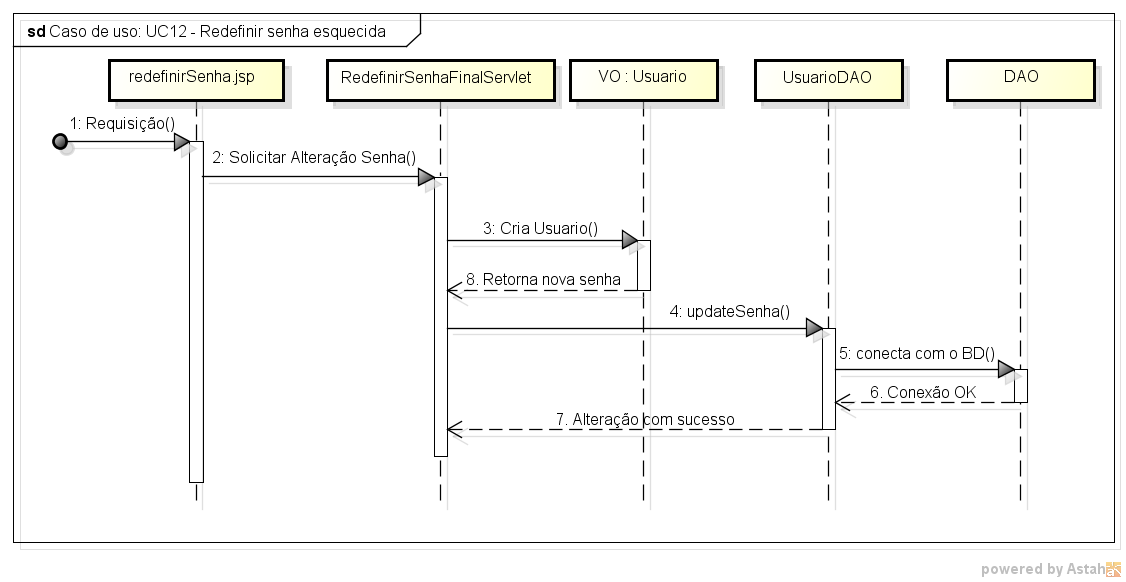 sd Caso de uso: UC12 - Redefinir senha esquecida
redefinirSenha.jsp
RedefinirSenhaFinalServlet
VO : Usuario
UsuarioDAO
DAO
1: Requisição()
2: Solicitar Alteração Senha()
3: Cria Usuario()
8. Retorna nova senha
4: updateSenha()
5: conecta com o BD()
6. Conexão OK
7. Alteração com sucesso
powered by Astah